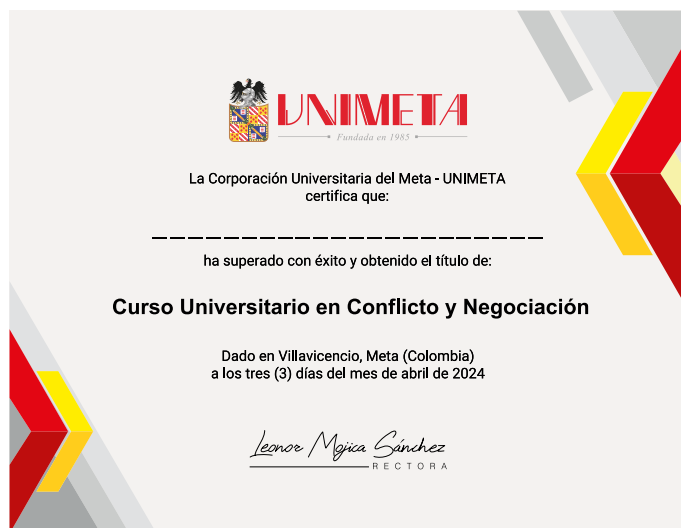 UNIMETA
Fundada en 1985
La Corporación Universitaria del Meta - UNIMETA
certifica que:
ha superado con éxito y obtenido el título de:
Curso Universitario en Conflicto y Negociación
Dado en Villavicencio, Meta (Colombia)
a los tres (3) días del mes de abril de 2024
Leonor Mojica Sánchez
RECTORA